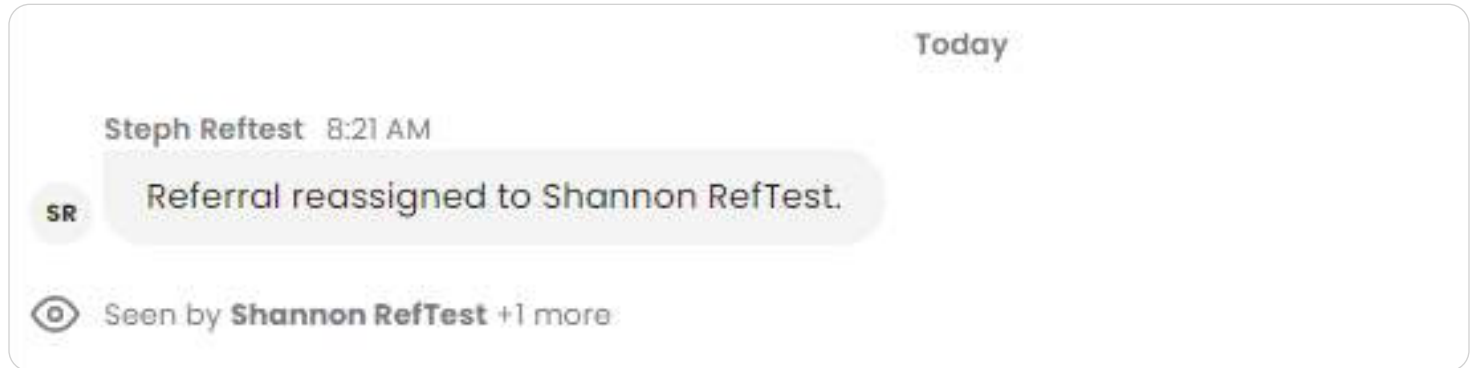 Today
Steph Reftest 8:21 AM
Referral reassigned to Shannon RefTest.
SR
Seen by Shannon RefTest +1 more